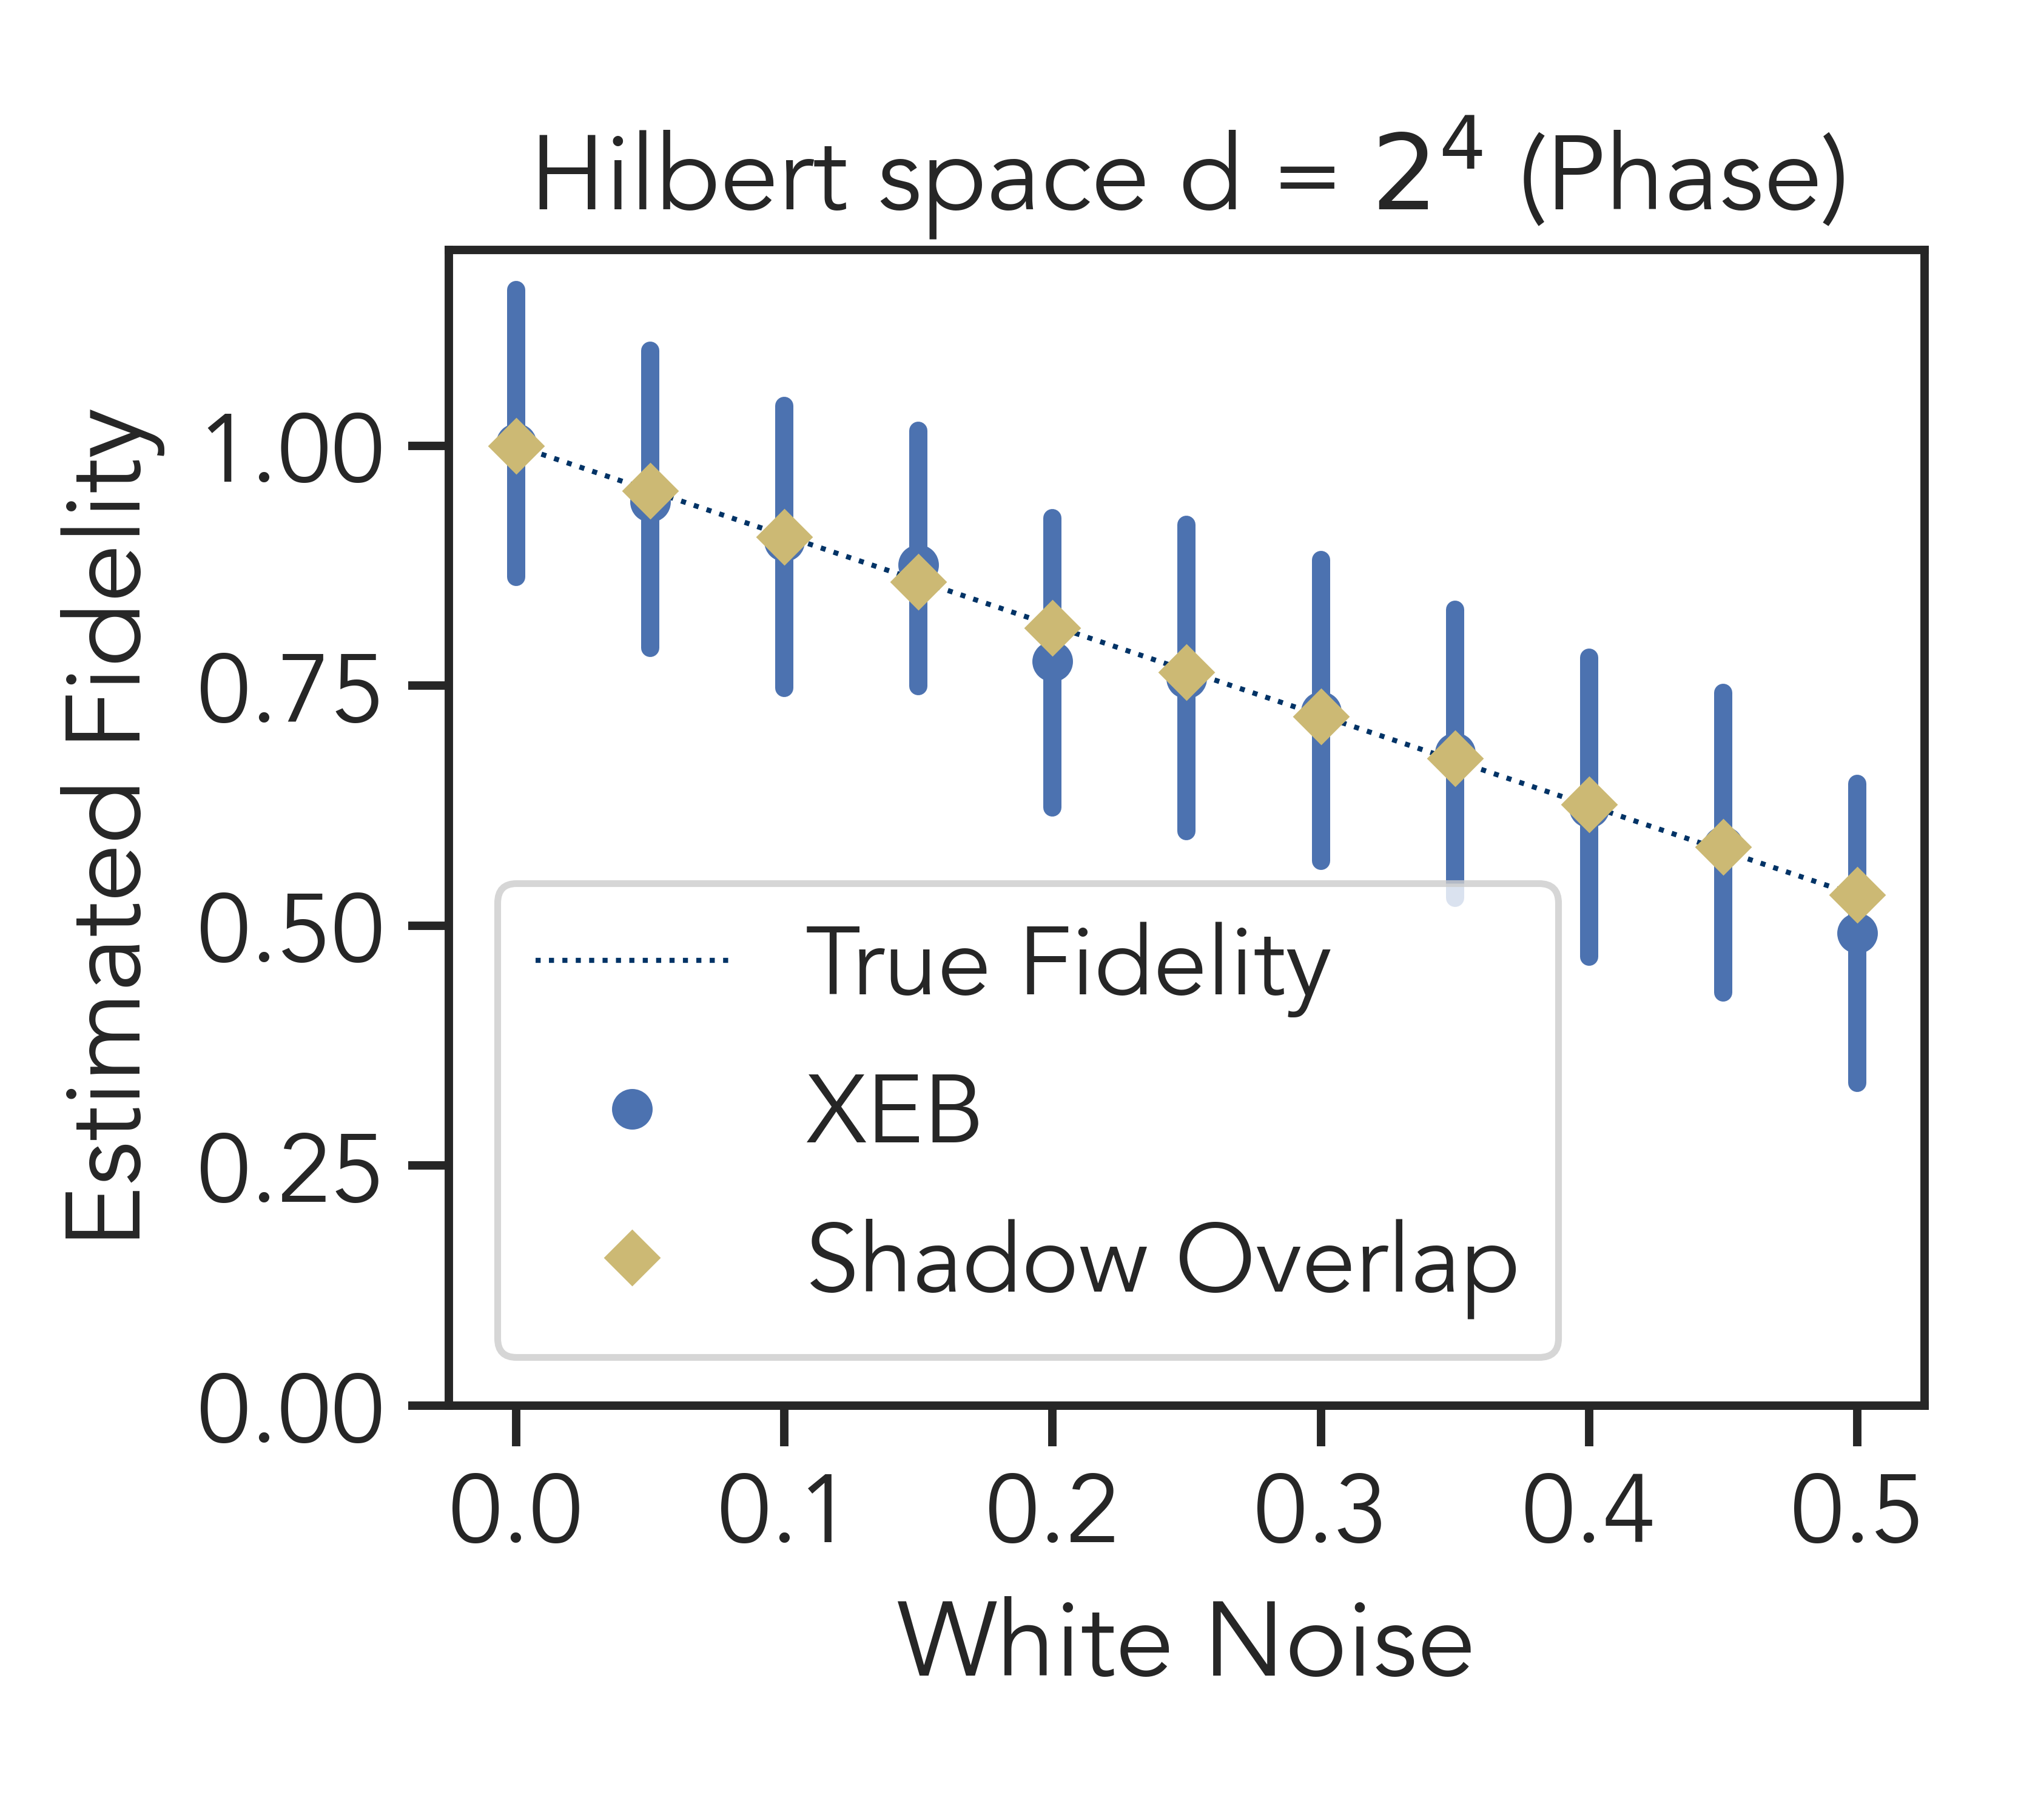 Hilbert space d = 2⁴ (Phase)
Estimated Fidelity
1.00
0.75
0.50
0.25
0.00
True Fidelity
XEB
Shadow Overlap
0.0 0.1 0.2 0.3 0.4 0.5
White Noise